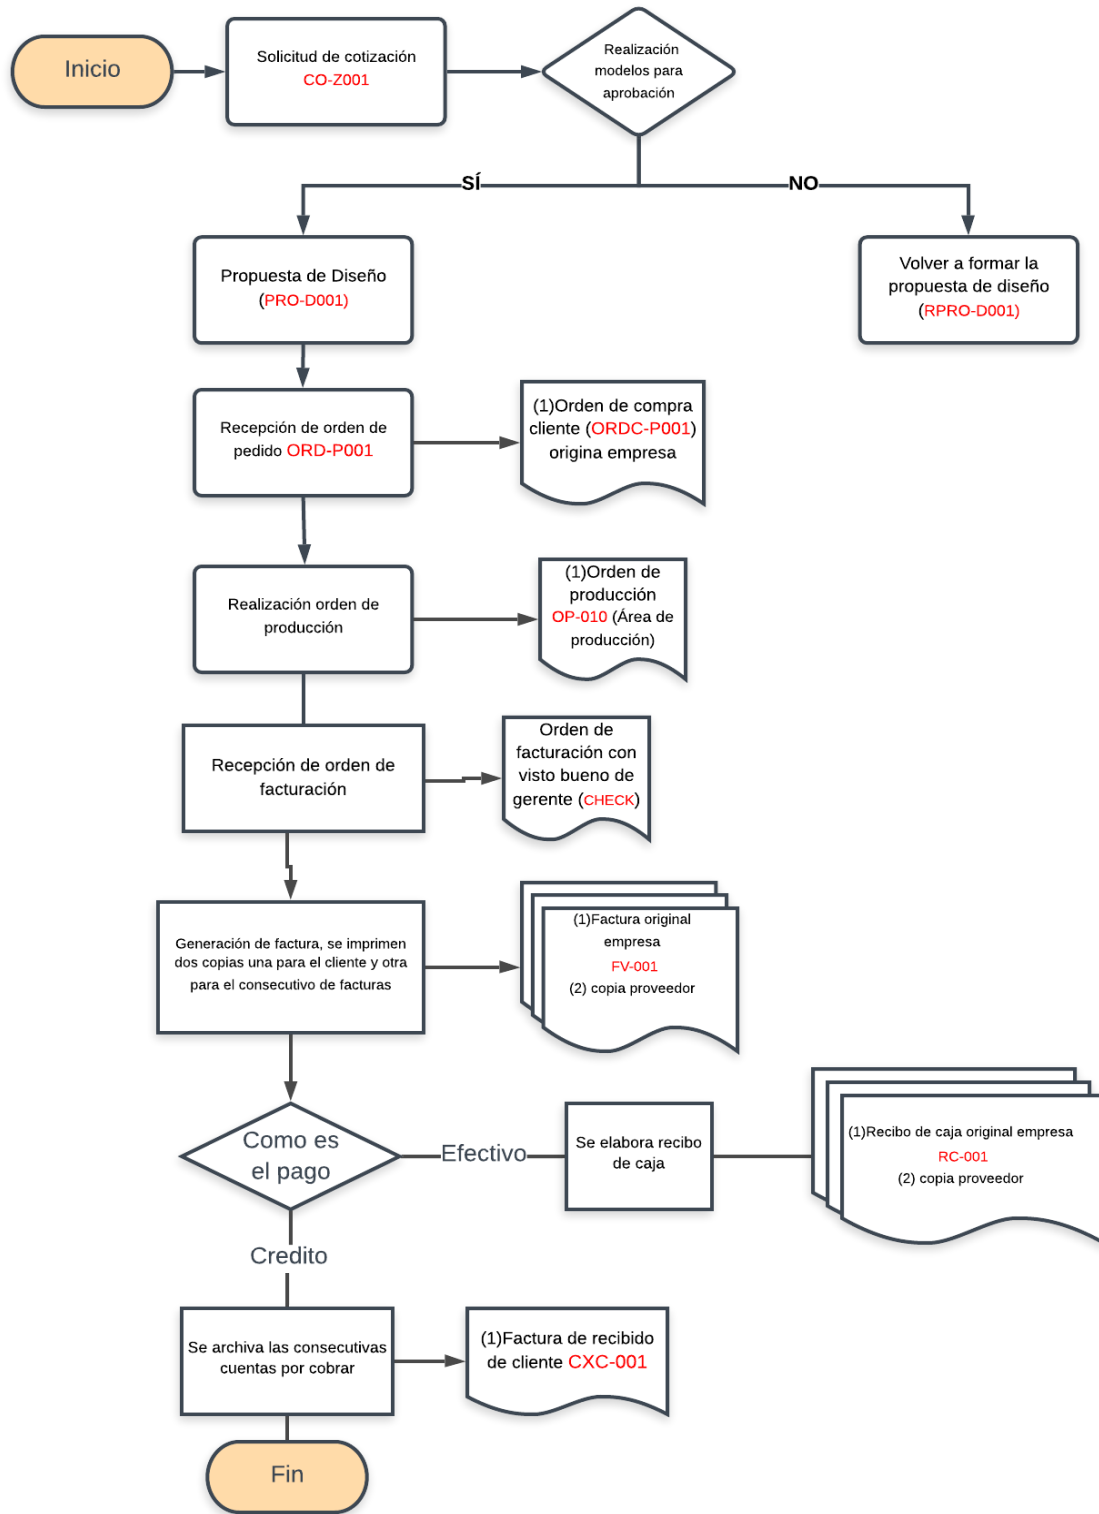 Inicio
Solicitud de cotización
CO-Z001
Realización
modelos para
aprobación
SÍ
NO
Propuesta de Diseño
(PRO-D001)
Volver a formar la
propuesta de diseño
(RPRO-D001)
Recepción de orden de
pedido ORD-P001
(1)Orden de compra
cliente (ORDC-P001)
origina empresa
Realización orden de
producción
(1)Orden de
producción
OP-010 (Área de
producción)
Recepción de orden de
facturación
Orden de
facturación con
visto bueno de
gerente (CHECK)
Generación de factura, se imprimen
dos copias una para el cliente y otra
para el consecutivo de facturas
(1)Factura original
empresa
FV-001
(2) copia proveedor
Como es
el pago
Efectivo
Se elabora recibo
de caja
(1)Recibo de caja original empresa
RC-001
(2) copia proveedor
Credito
Se archiva las consecutivas
cuentas por cobrar
(1)Factura de recibido
de cliente CXC-001
Fin